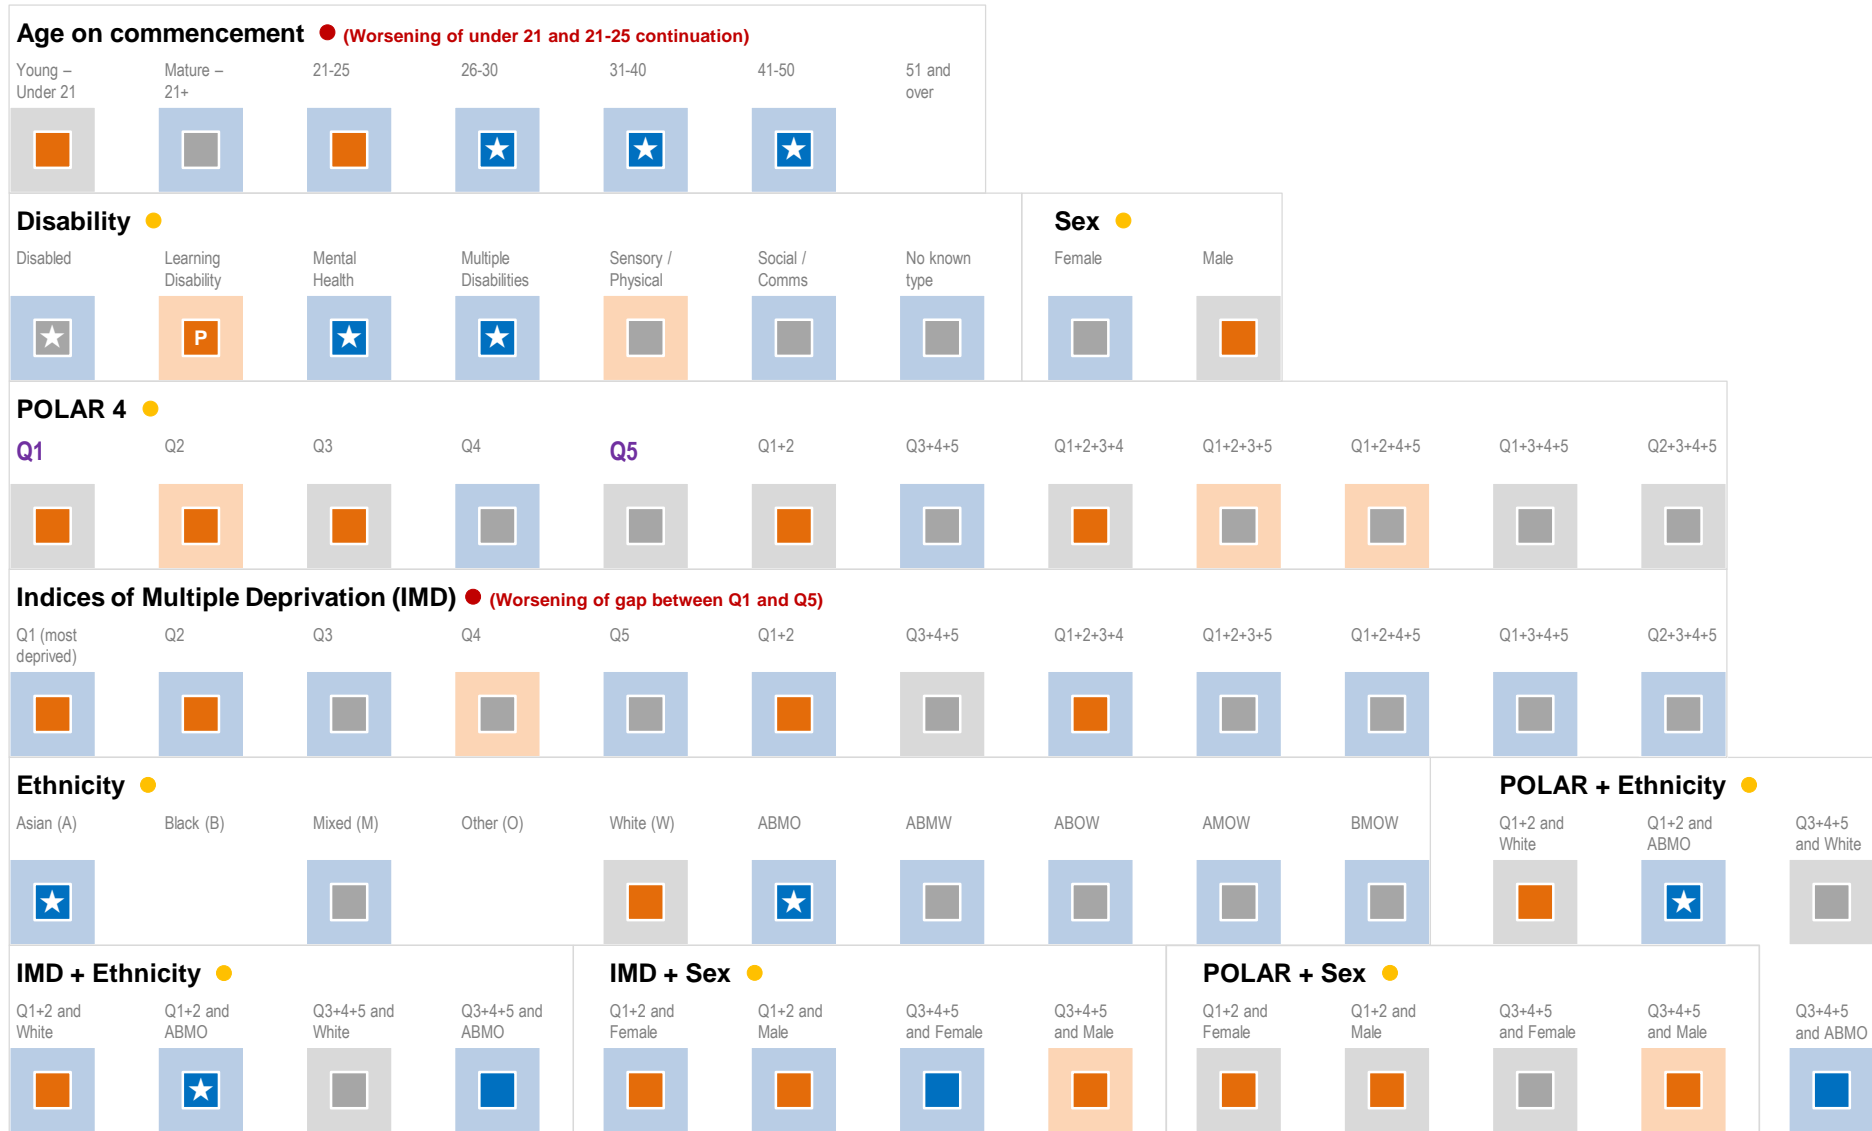 Age on commencement (Worsening of under 21 and 21-25 continuation)
Young – Mature – 21-25 26-30 31-40 41-50 51 and
Under 21 21+ over
Disability Sex
Disabled Learning Mental Multiple Sensory / Social / No known Female Male
Disability Health Disabilities Physical Comms type
P
POLAR 4
Q1 Q2 Q3 Q4 Q5 Q1+2 Q3+4+5 Q1+2+3+4 Q1+2+3+5 Q1+2+4+5 Q1+3+4+5 Q2+3+4+5
Indices of Multiple Deprivation (IMD) (Worsening of gap between Q1 and Q5)
Q1 (most Q2 Q3 Q4 Q5 Q1+2 Q3+4+5 Q1+2+3+4 Q1+2+3+5 Q1+2+4+5 Q1+3+4+5 Q2+3+4+5
deprived)
Ethnicity POLAR + Ethnicity
Asian (A) Black (B) Mixed (M) Other (O) White (W) ABMO ABMW ABOW AMOW BMOW Q1+2 and Q1+2 and Q3+4+5
White ABMO and White
IMD + Ethnicity IMD + Sex POLAR + Sex
Q1+2 and Q1+2 and Q3+4+5 and Q3+4+5 and Q1+2 and Q1+2 and Q3+4+5 Q3+4+5 Q1+2 and Q1+2 and Q3+4+5 Q3+4+5 Q3+4+5
White ABMO White ABMO Female Male and Female and Male Female Male and Female and Male and ABMO